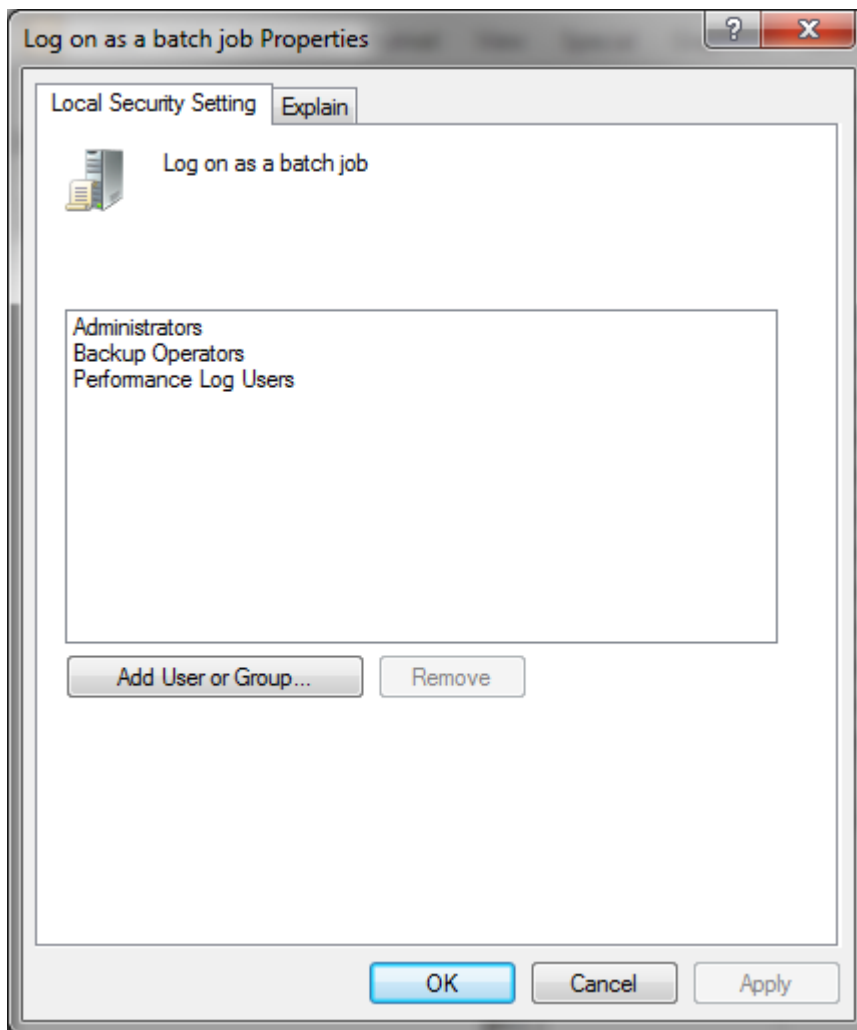 Log on as a batch job Properties
Local Security Setting
Explain
Log on as a batch job
Administrators
Backup Operators
Performance Log Users
Add User or Group...
Remove
OK
Cancel
Apply